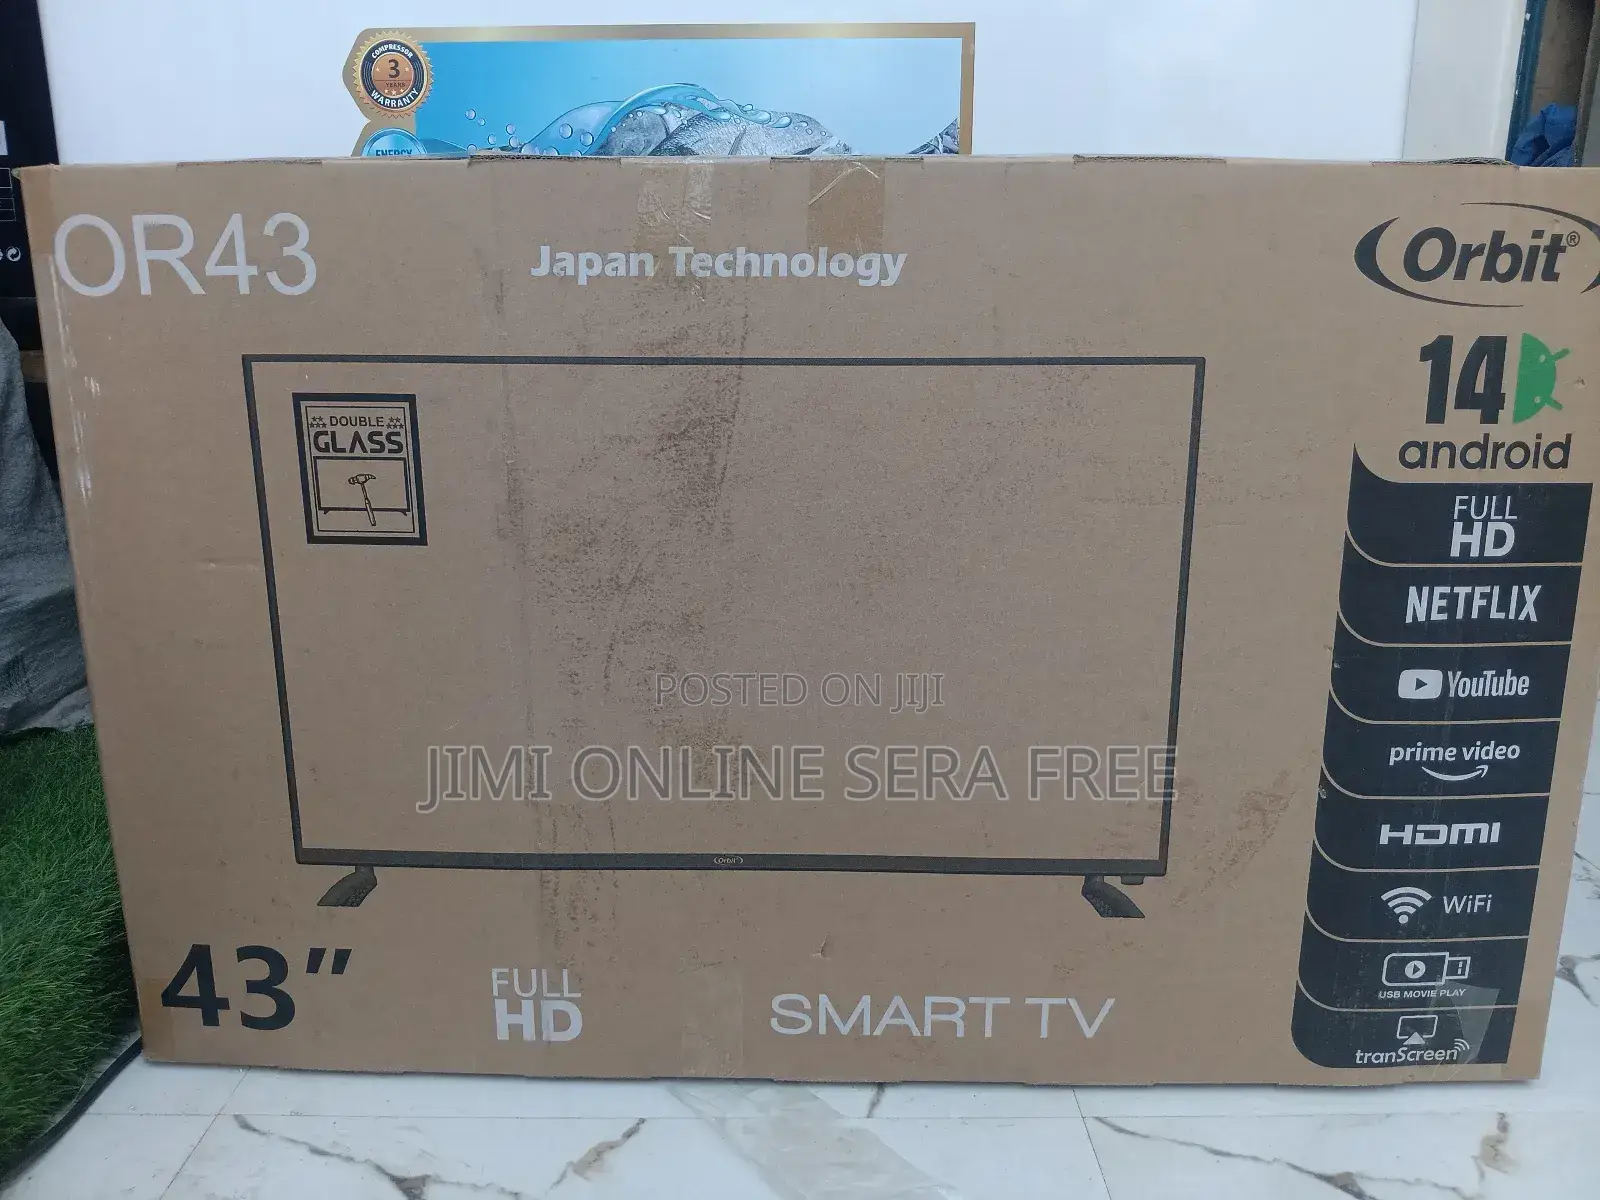 COMPRESSOR
3
YEARS
WARRANTY
ENERGY
OR43
Japan Technology
Orbit®
14
android
DOUBLE
GLASS
FULL
HD
NETFLIX
YouTube
prime video
HDMI
WiFi
USB MOVIE PLAY
tranScreen
POSTED ON JIJI
JIMI ONLINE SERA FREE
Orbit
43"
FULL
HD
SMART TV